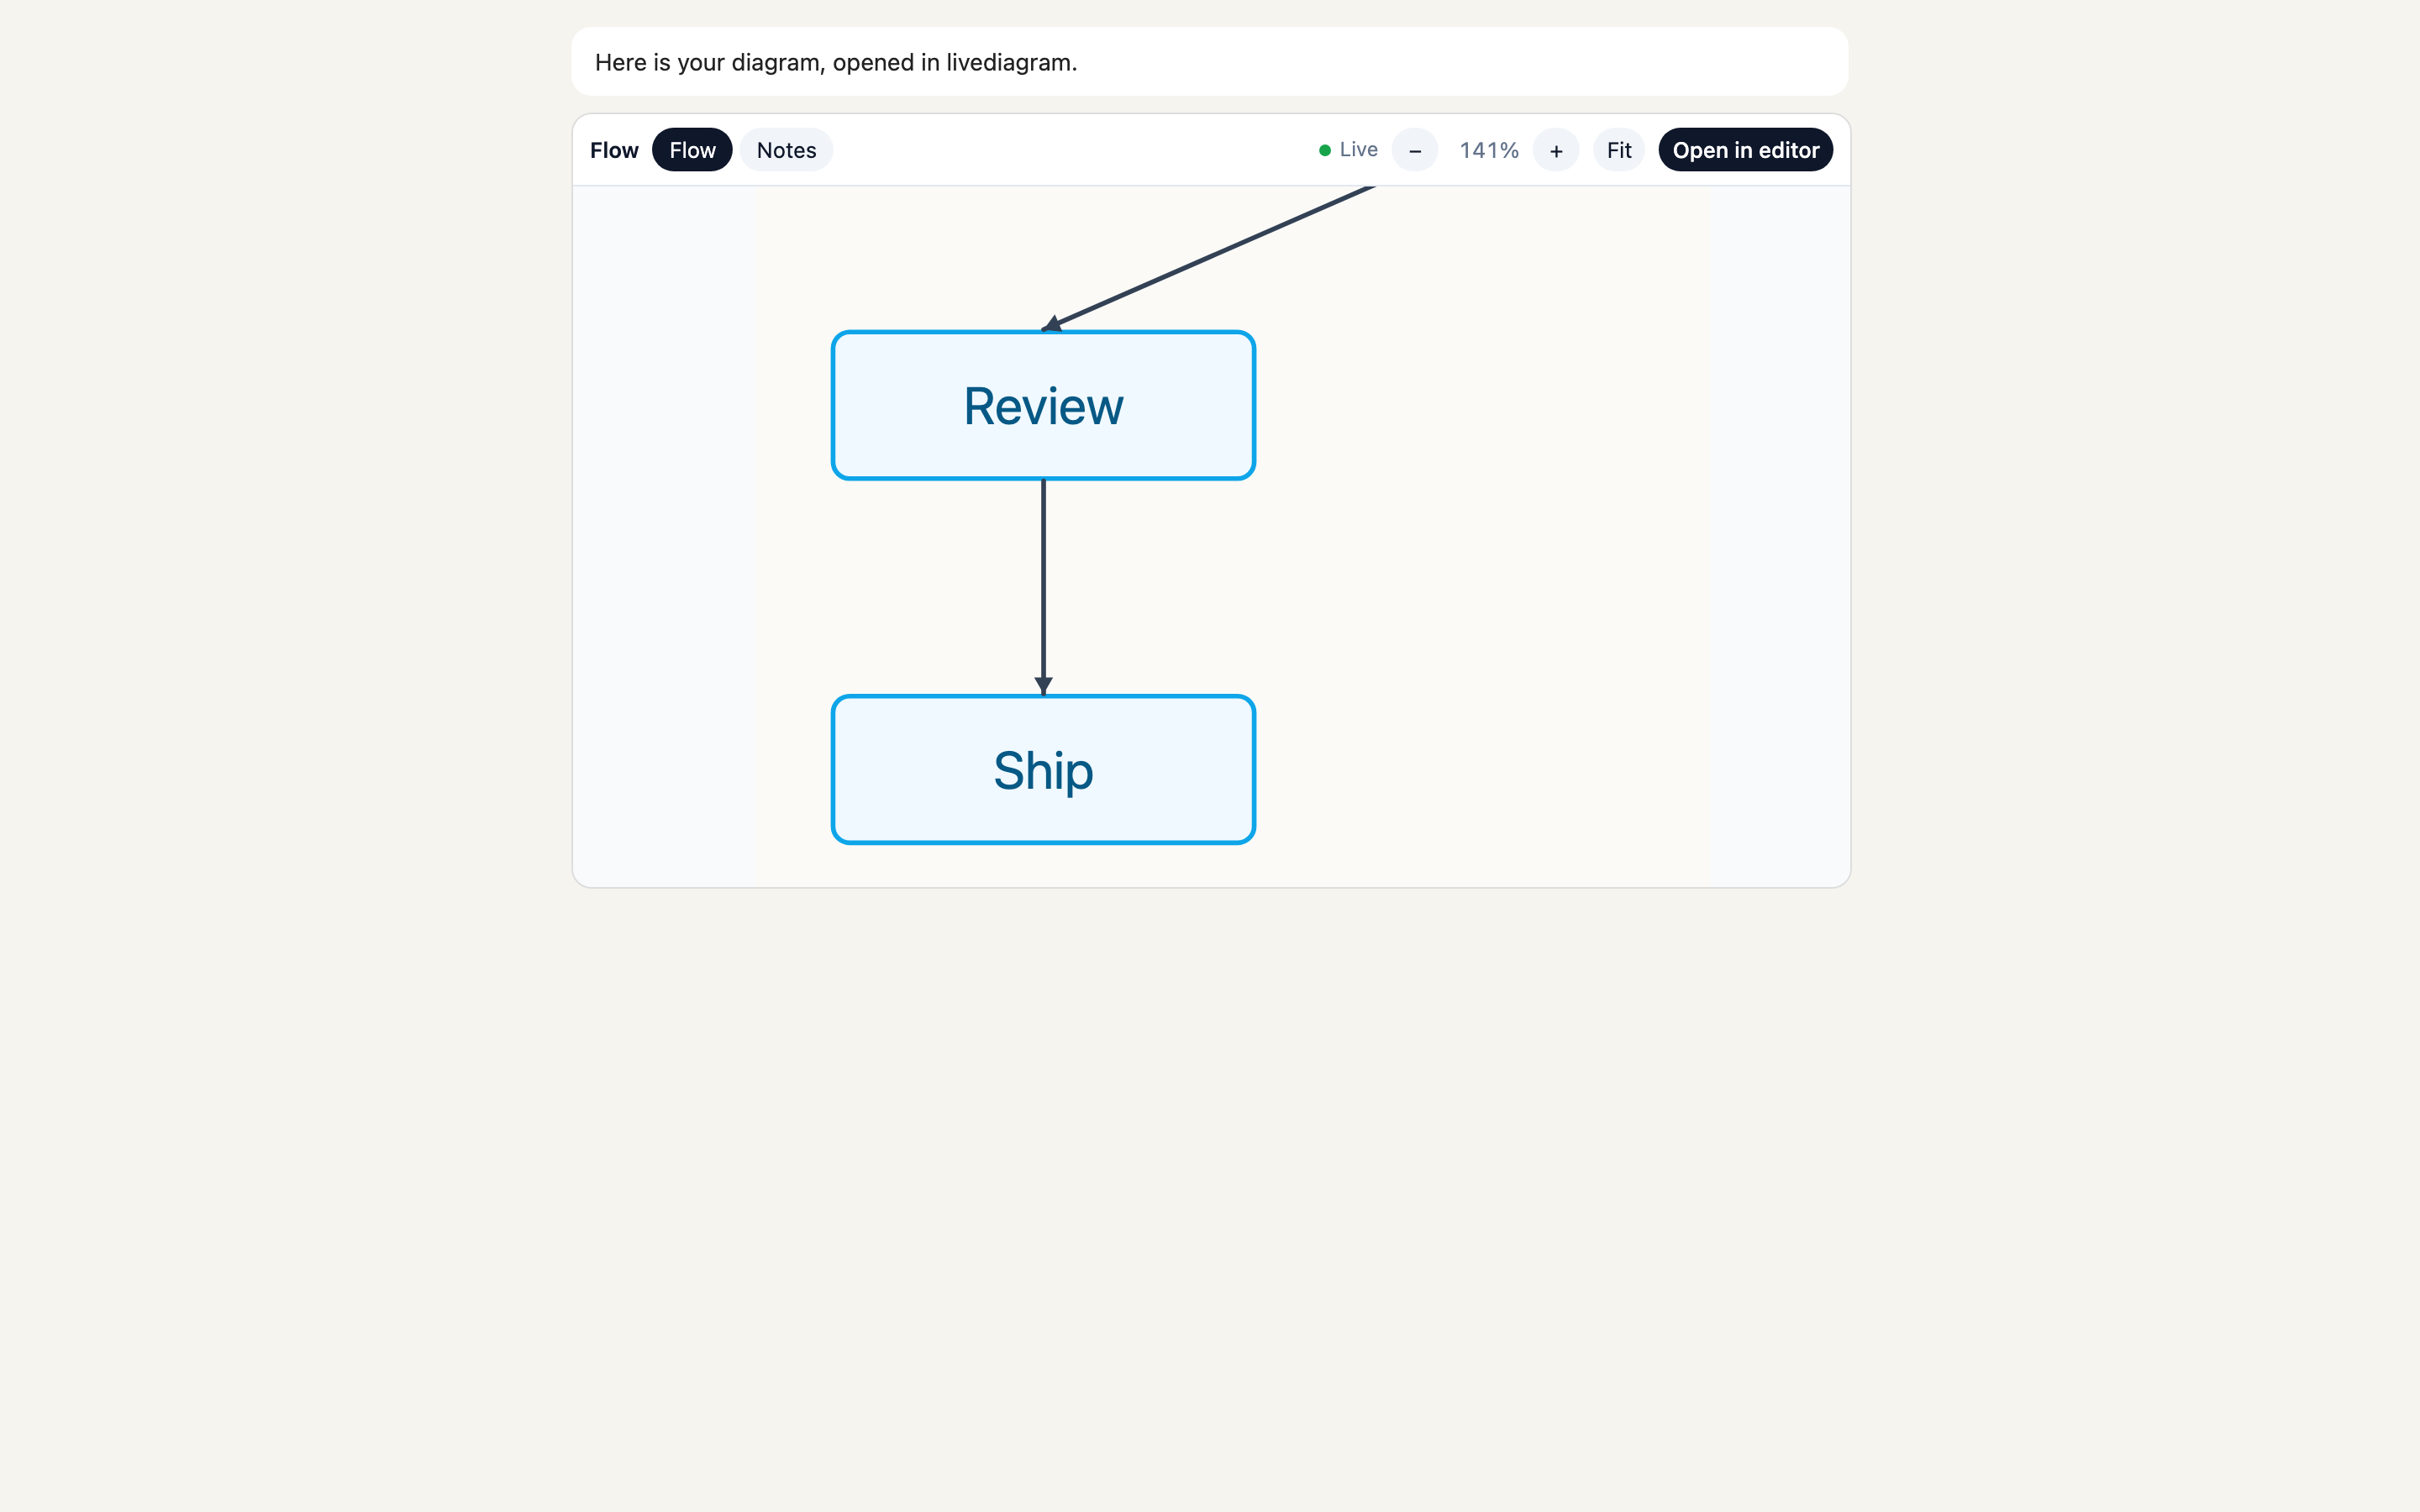 Here is your diagram, opened in livediagram.
Flow Flow Notes Live − 141% + Fit Open in editor
Review
Ship